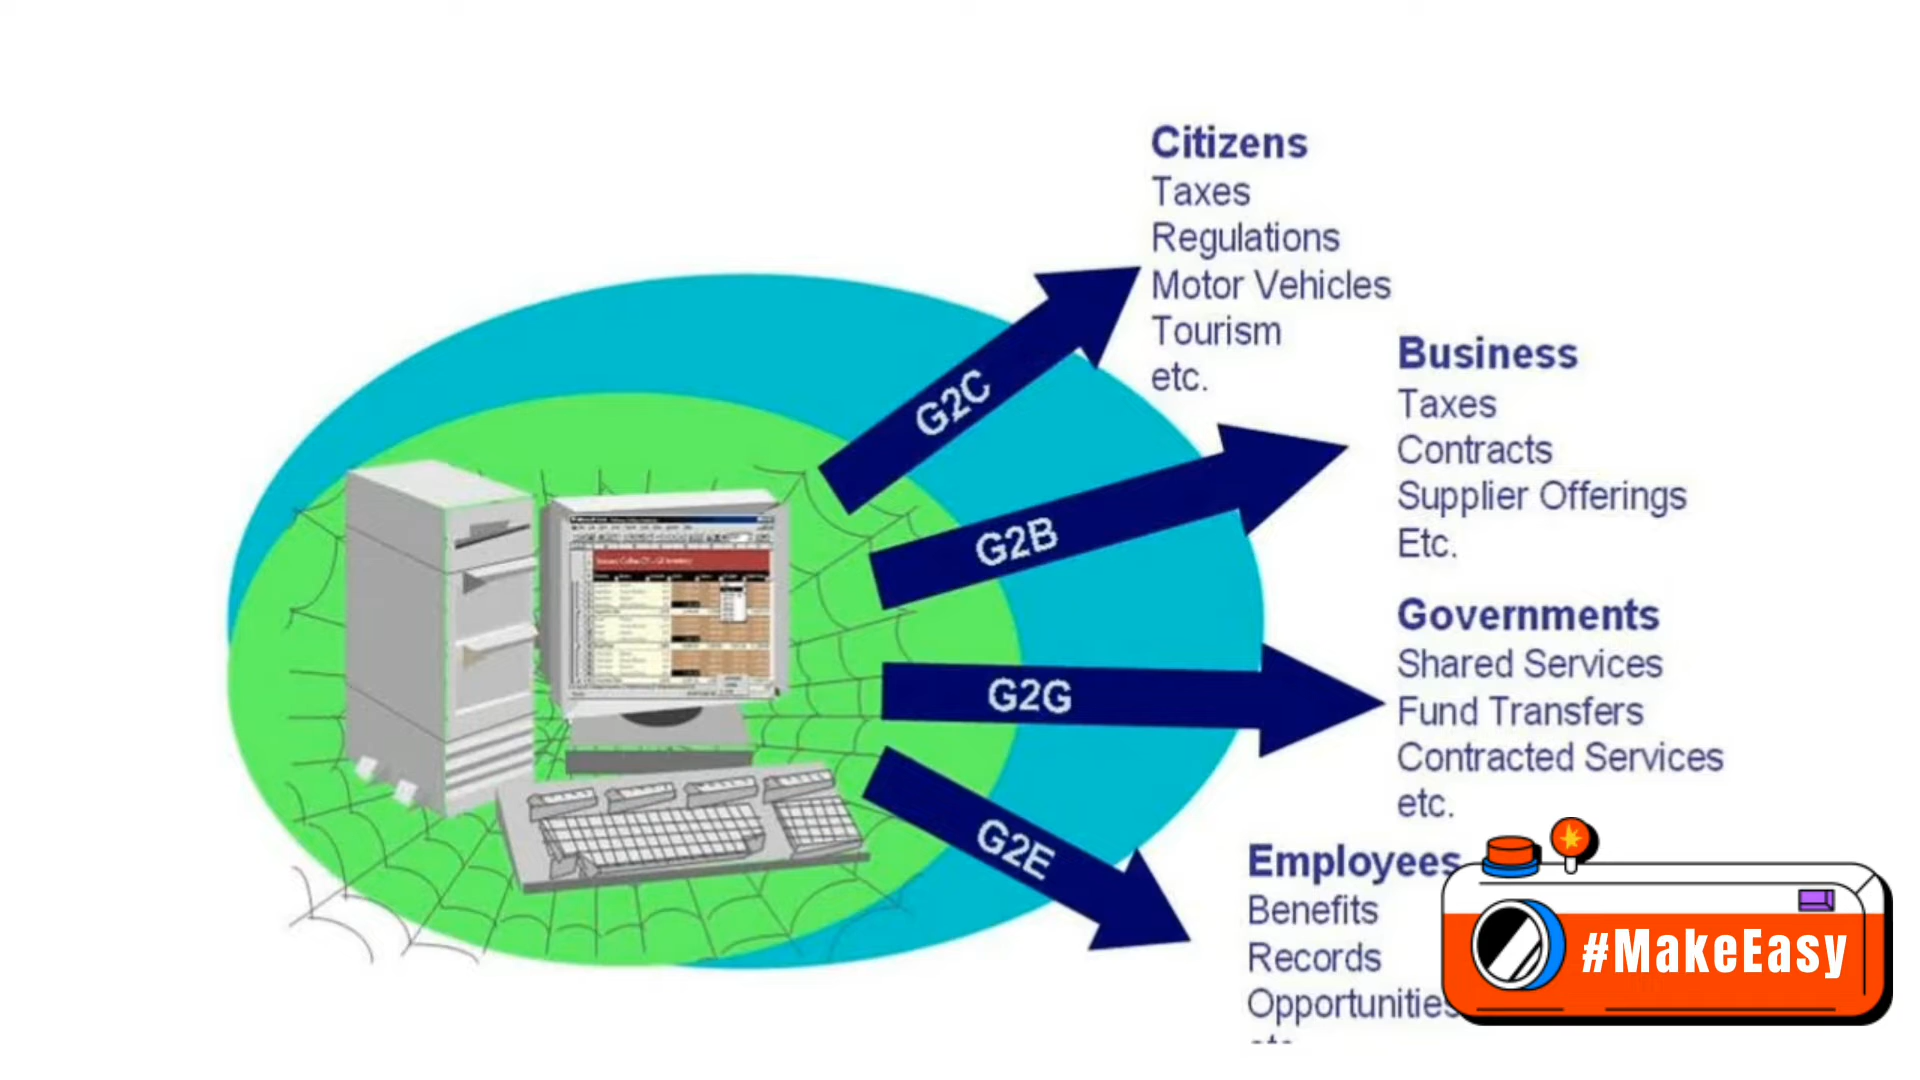 Citizens
Taxes
Regulations
Motor Vehicles
Tourism
etc.
G2C
Business
Taxes
Contracts
Supplier Offerings
Etc.
G2B
Governments
Shared Services
Fund Transfers
Contracted Services
etc.
G2G
Employees
Benefits
Records
Opportunities
G2E
#MakeEasy